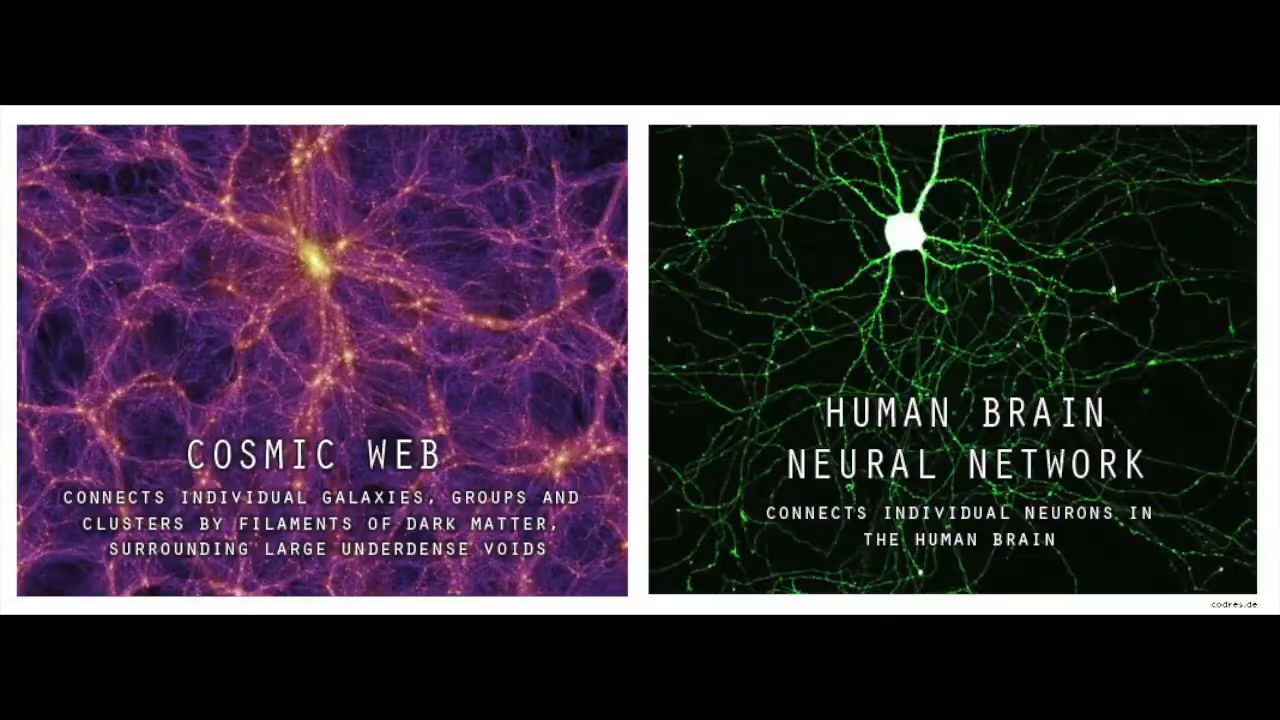 COSMIC WEB
CONNECTS INDIVIDUAL GALAXIES, GROUPS AND
CLUSTERS BY FILAMENTS OF DARK MATTER,
SURROUNDING LARGE UNDERDENSE VOIDS
HUMAN BRAIN
NEURAL NETWORK
CONNECTS INDIVIDUAL NEURONS IN
THE HUMAN BRAIN
codres.de